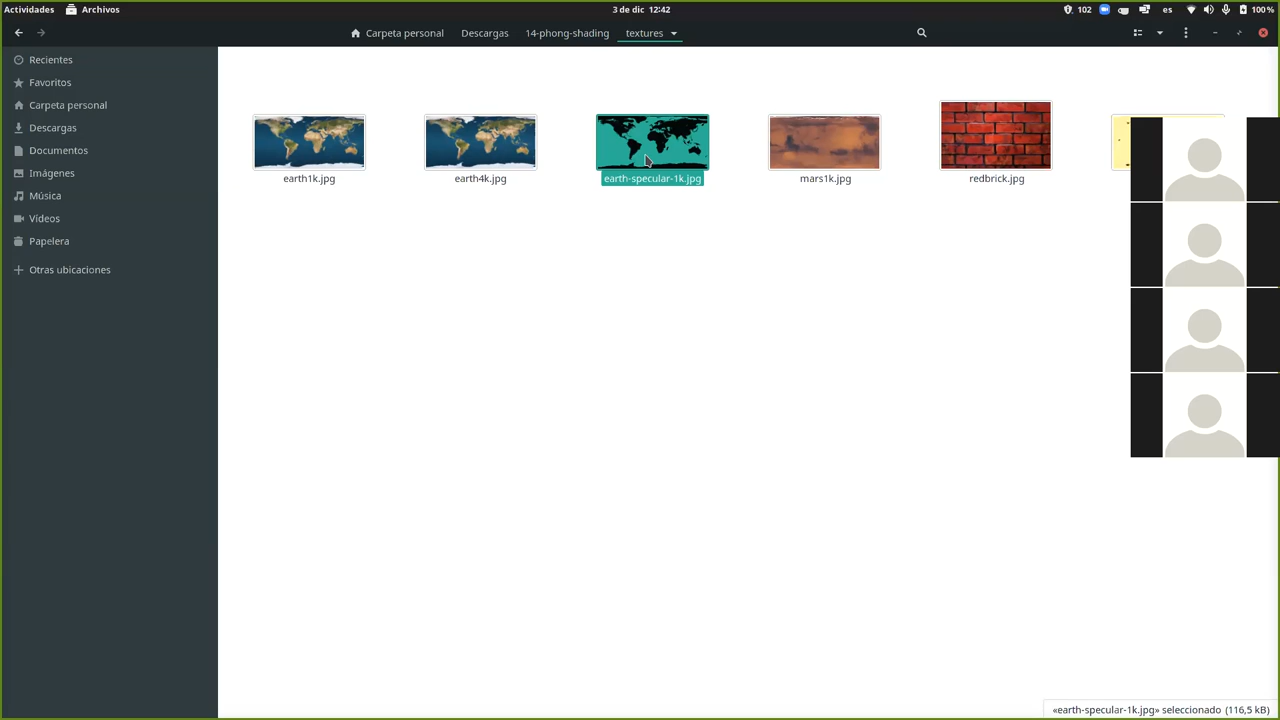 Actividades Archivos 3 de dic 12:42 102 es 100 %
Carpeta personal Descargas 14-phong-shading textures
Recientes
Favoritos
Carpeta personal
Descargas
Documentos
Imágenes
Música
Vídeos
Papelera
Otras ubicaciones
earth1k.jpg earth4k.jpg earth-specular-1k.jpg mars1k.jpg redbrick.jpg
«earth-specular-1k.jpg» seleccionado (116,5 kB)